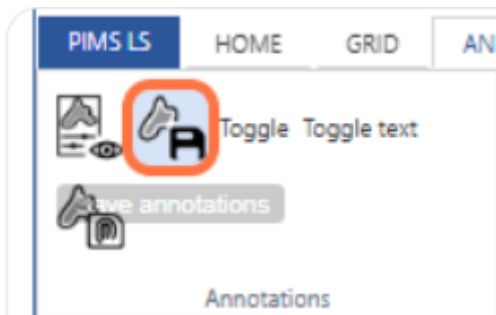 PIMS LS HOME GRID AN
Toggle Toggle text
ave annotations
Annotations